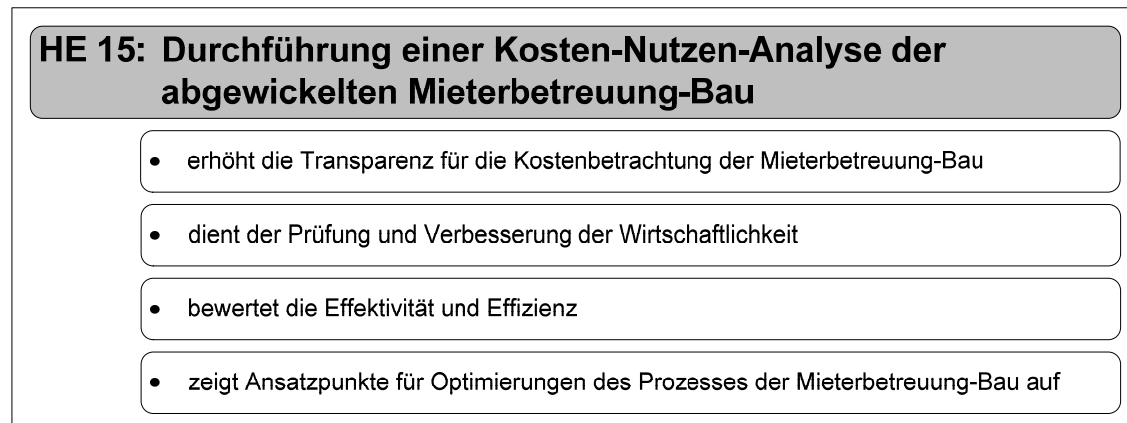 HE 15: Durchführung einer Kosten-Nutzen-Analyse der
abgewickelten Mieterbetreuung-Bau
• erhöht die Transparenz für die Kostenbetrachtung der Mieterbetreuung-Bau
• dient der Prüfung und Verbesserung der Wirtschaftlichkeit
• bewertet die Effektivität und Effizienz
• zeigt Ansatzpunkte für Optimierungen des Prozesses der Mieterbetreuung-Bau auf